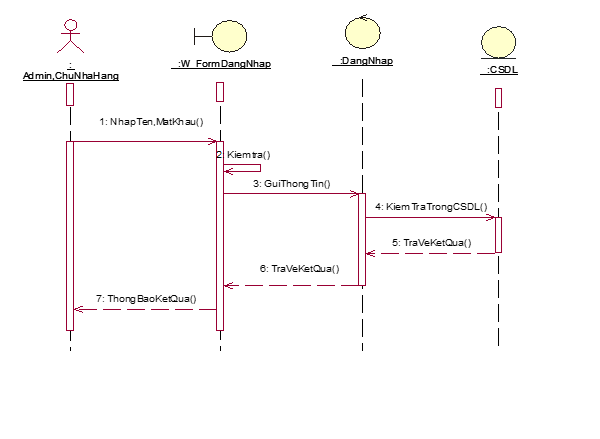 :
Admin,ChuNhaHang
:W_FormDangNhap
:DangNhap
:CSDL
1: NhapTen,MatKhau()
2: Kiemtra()
3: GuiThongTin()
4: KiemTraTrongCSDL()
5: TraVeKetQua()
6: TraVeKetQua()
7: ThongBaoKetQua()